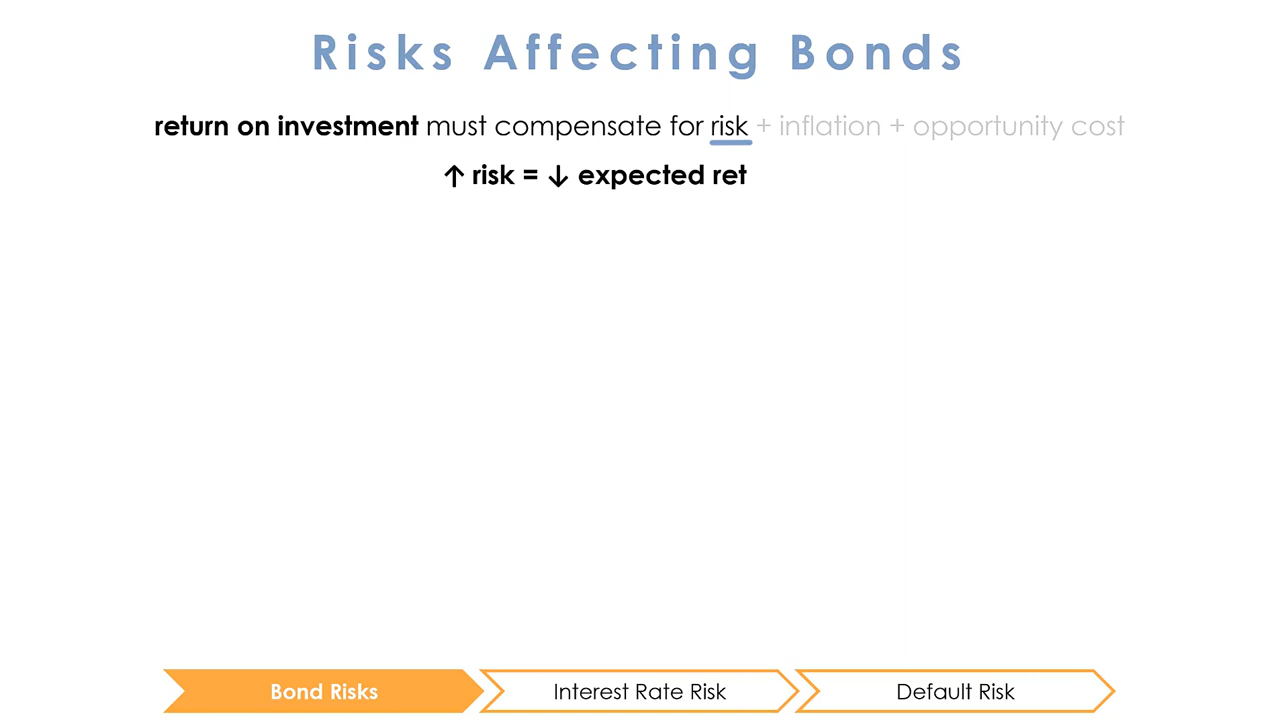 Risks Affecting Bonds
return on investment must compensate for risk + inflation + opportunity cost
↑ risk = ↓ expected ret
Bond Risks
Interest Rate Risk
Default Risk